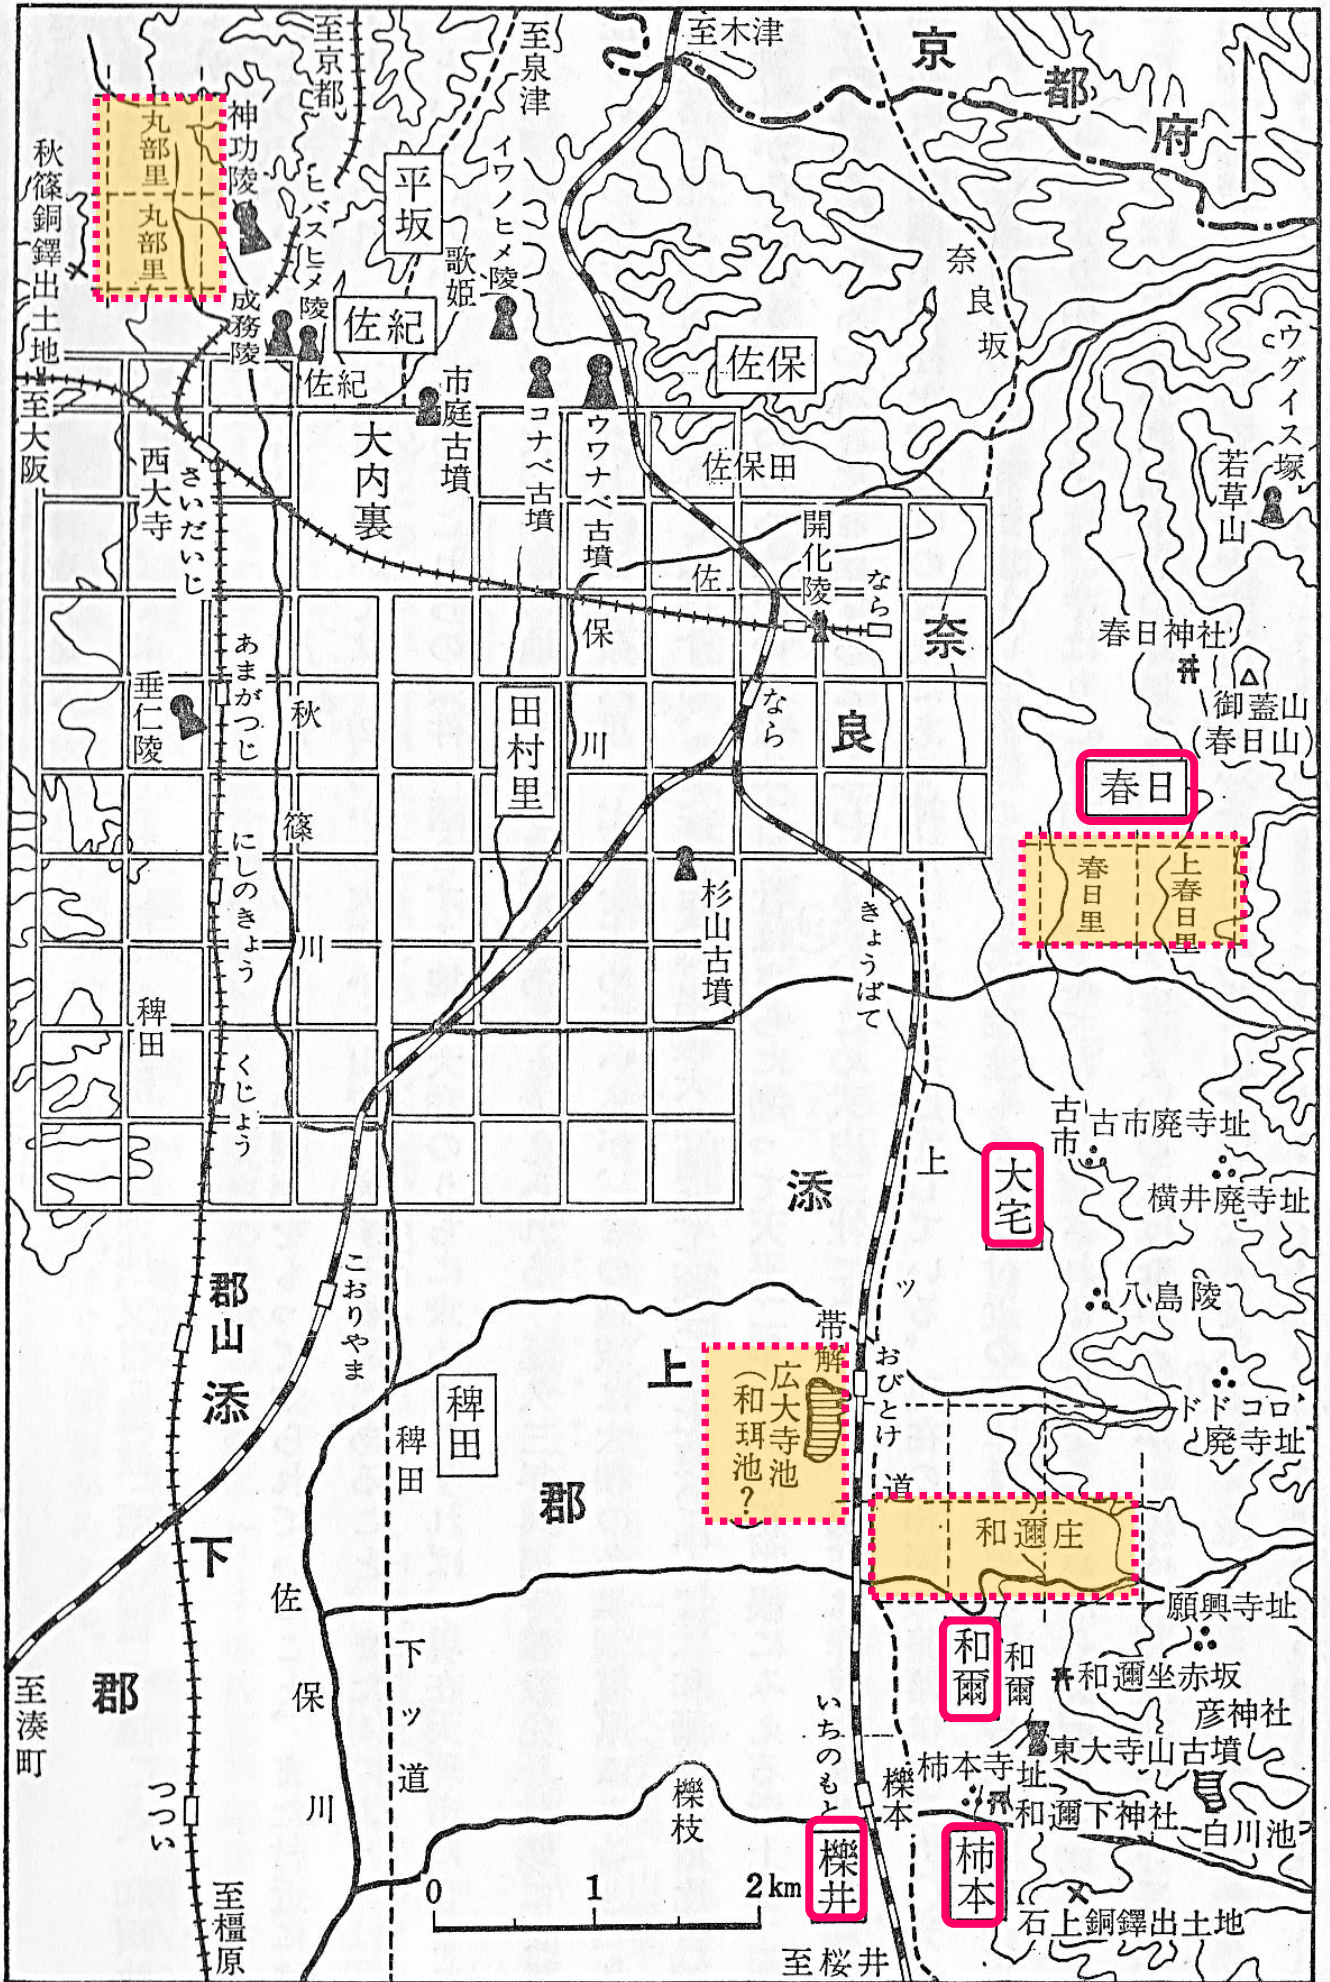 至木津
至京都
至泉津
京都府
上丸部里
丸部里
神功陵
秋篠銅鐸出土地
ヒバスヒメ陵
平坂
イワノヒメ陵
歌姫
奈良坂
成務陵
佐紀
佐紀
佐保
ウグイス塚
至大阪
市庭古墳
コナベ古墳
ウワナベ古墳
佐保田
若草山
西大寺
さいだいじ
大内裏
開化陵
なら
佐保川
春日神社
奈良
御蓋山
(春日山)
あまがつじ
垂仁陵
秋篠川
田村里
なら
春日
春日里
上春日里
にしのきょう
杉山古墳
きょうばて
稗田
くじょう
古市
古市廃寺址
横井廃寺址
大宅
上ッ道
添上郡
八島陵
郡山
こおりやま
帯解
おびとけ
広大寺池
(和珥池?)
ドドコロ廃寺址
稗田
稗田
添下郡
和邇庄
願興寺址
佐保川
下ッ道
和爾
和爾
和邇坐赤坂彦神社
至湊町
いちのもと
東大寺山古墳
柿本寺址
櫟本
和邇下神社
白川池
つつい
櫟枝
櫟井
柿本
0 1 2km
石上銅鐸出土地
至橿原
至桜井